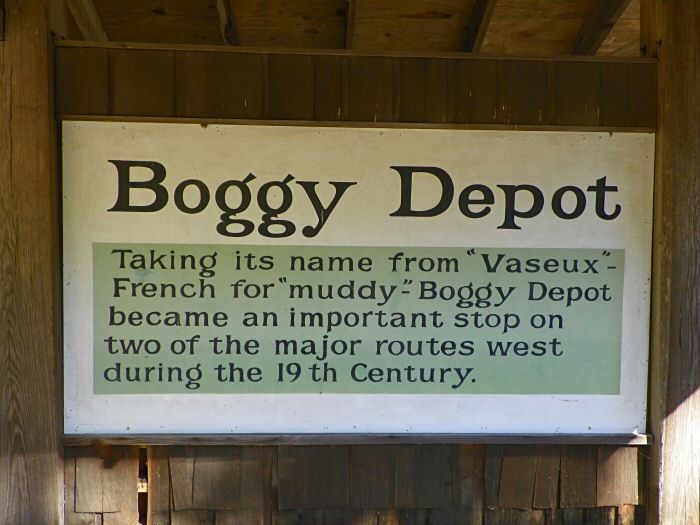 Boggy Depot
Taking its name from "Vaseux"-
French for "muddy"- Boggy Depot
became an important stop on
two of the major routes west
during the 19th Century.